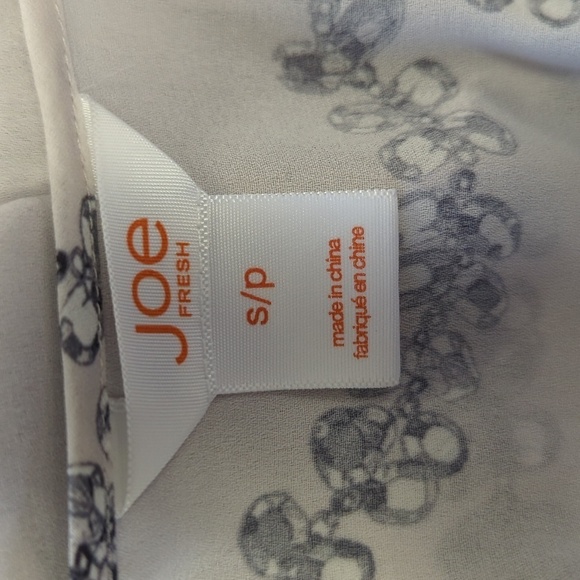 JOE
FRESH
s/p
made in china
fabriqué en chine